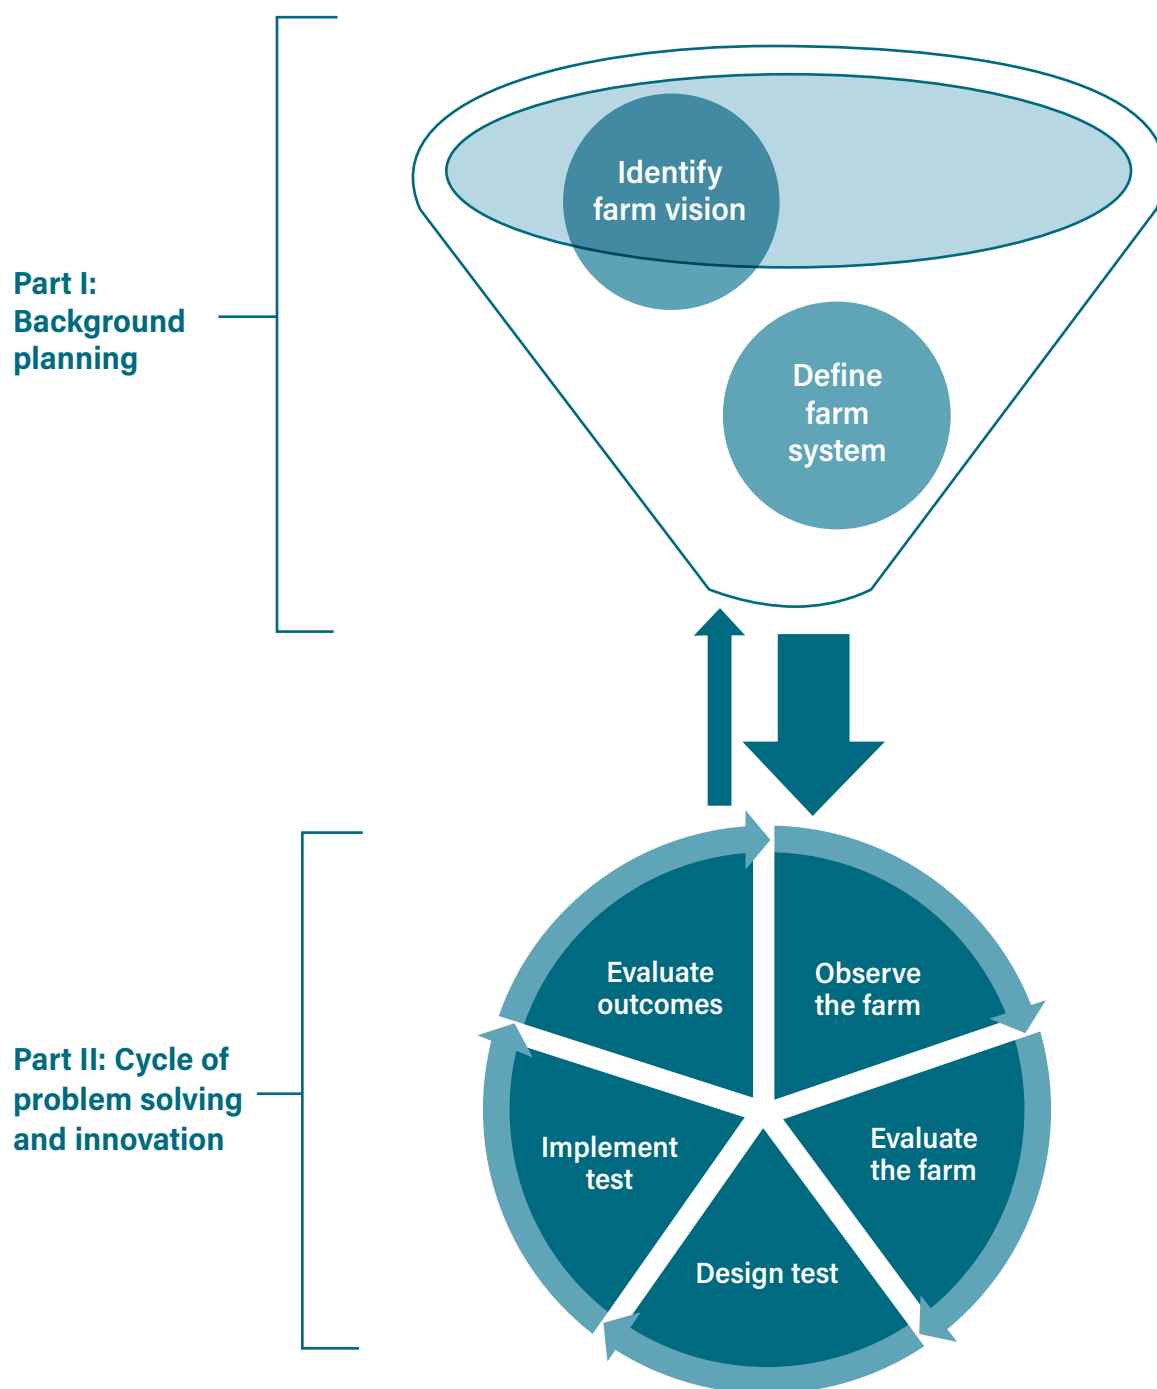 Part I:
Background
planning
Identify
farm vision
Define
farm
system
Part II: Cycle of
problem solving
and innovation
Observe
the farm
Evaluate
the farm
Design test
Implement
test
Evaluate
outcomes